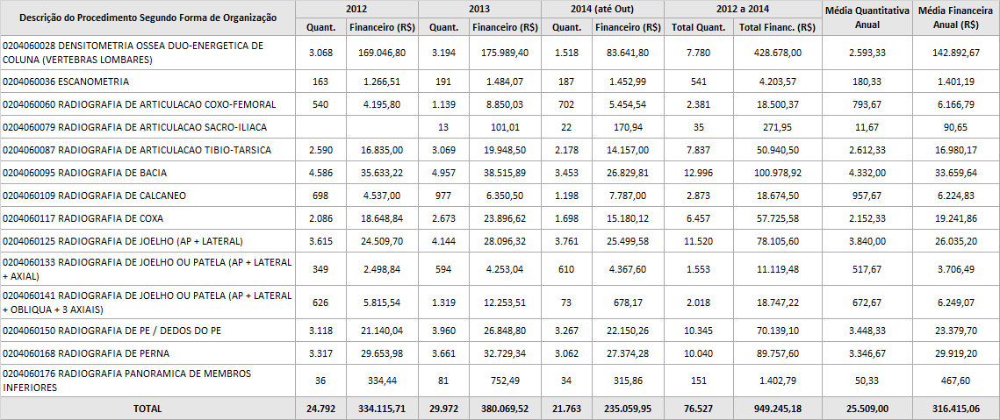 Descrição do Procedimento Segundo Forma de Organização 2012 2013 2014 (até Out) 2012 a 2014 Média Quantitativa Anual Média Financeira Anual (R$)
Quant. Financeiro (R$) Quant. Financeiro (R$) Quant. Financeiro (R$) Total Quant. Total Financ. (R$)
0204060028 DENSITOMETRIA OSSEA DUO-ENERGETICA DE
COLUNA (VERTEBRAS LOMBARES) 3.068 169.046,80 3.194 175.989,40 1.518 83.641,80 7.780 428.678,00 2.593,33 142.892,67
0204060036 ESCANOMETRIA 163 1.266,51 191 1.484,07 187 1.452,99 541 4.203,57 180,33 1.401,19
0204060060 RADIOGRAFIA DE ARTICULACAO COXO-FEMORAL 540 4.195,80 1.139 8.850,03 702 5.454,54 2.381 18.500,37 793,67 6.166,79
0204060079 RADIOGRAFIA DE ARTICULACAO SACRO-ILIACA 13 101,01 22 170,94 35 271,95 11,67 90,65
0204060087 RADIOGRAFIA DE ARTICULACAO TIBIO-TARSICA 2.590 16.835,00 3.069 19.948,50 2.178 14.157,00 7.837 50.940,50 2.612,33 16.980,17
0204060095 RADIOGRAFIA DE BACIA 4.586 35.633,22 4.957 38.515,89 3.453 26.829,81 12.996 100.978,92 4.332,00 33.659,64
0204060109 RADIOGRAFIA DE CALCANEO 698 4.537,00 977 6.350,50 1.198 7.787,00 2.873 18.674,50 957,67 6.224,83
0204060117 RADIOGRAFIA DE COXA 2.086 18.648,84 2.673 23.896,62 1.698 15.180,12 6.457 57.725,58 2.152,33 19.241,86
0204060125 RADIOGRAFIA DE JOELHO (AP + LATERAL) 3.615 24.509,70 4.144 28.096,32 3.761 25.499,58 11.520 78.105,60 3.840,00 26.035,20
0204060133 RADIOGRAFIA DE JOELHO OU PATELA (AP + LATERAL
+ AXIAL) 349 2.498,84 594 4.253,04 610 4.367,60 1.553 11.119,48 517,67 3.706,49
0204060141 RADIOGRAFIA DE JOELHO OU PATELA (AP + LATERAL
+ OBLIQUA + 3 AXIAIS) 626 5.815,54 1.319 12.253,51 73 678,17 2.018 18.747,22 672,67 6.249,07
0204060150 RADIOGRAFIA DE PE / DEDOS DO PE 3.118 21.140,04 3.960 26.848,80 3.267 22.150,26 10.345 70.139,10 3.448,33 23.379,70
0204060168 RADIOGRAFIA DE PERNA 3.317 29.653,98 3.661 32.729,34 3.062 27.374,28 10.040 89.757,60 3.346,67 29.919,20
0204060176 RADIOGRAFIA PANORAMICA DE MEMBROS
INFERIORES 36 334,44 81 752,49 34 315,86 151 1.402,79 50,33 467,60
TOTAL 24.792 334.115,71 29.972 380.069,52 21.763 235.059,95 76.527 949.245,18 25.509,00 316.415,06